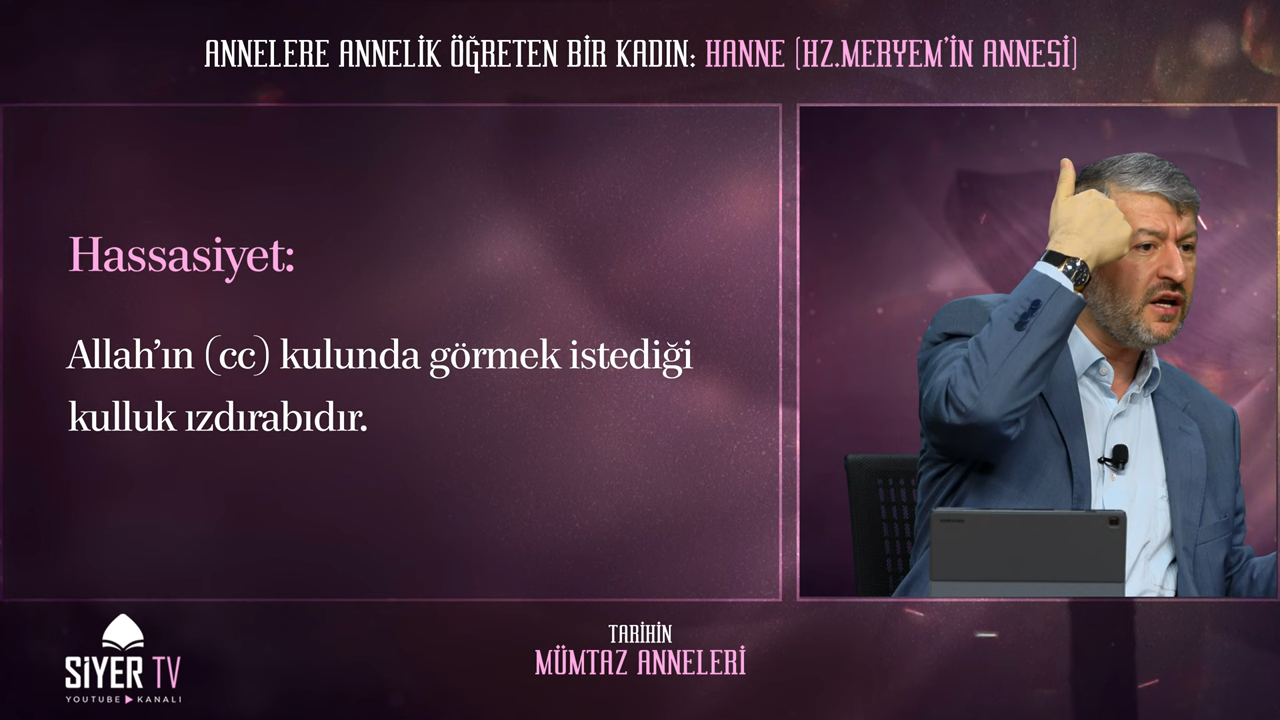 ANNELERE ANNELİK ÖĞRETEN BİR KADIN: HANNE (HZ.MERYEM'İN ANNESİ)
Hassasiyet:
Allah’ın (cc) kulunda görmek istediği
kulluk ızdırabıdır.
SAMSUNG
SİYER TV
YOUTUBE KANALI
TARİHİN
MÜMTAZ ANNELERİ